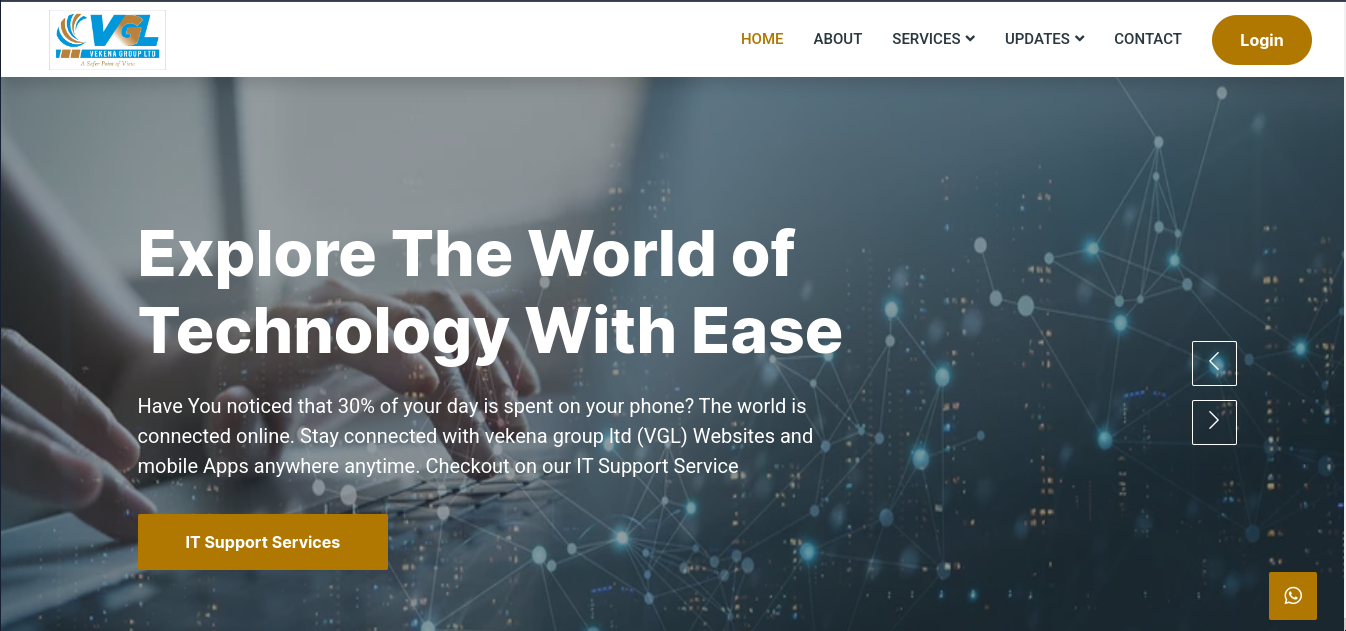 VGL
VEKENA GROUP LTD
A Safer Point of View
HOME
ABOUT
SERVICES
UPDATES
CONTACT
Login
Explore The World of
Technology With Ease
Have You noticed that 30% of your day is spent on your phone? The world is
connected online. Stay connected with vekena group ltd (VGL) Websites and
mobile Apps anywhere anytime. Checkout on our IT Support Service
IT Support Services